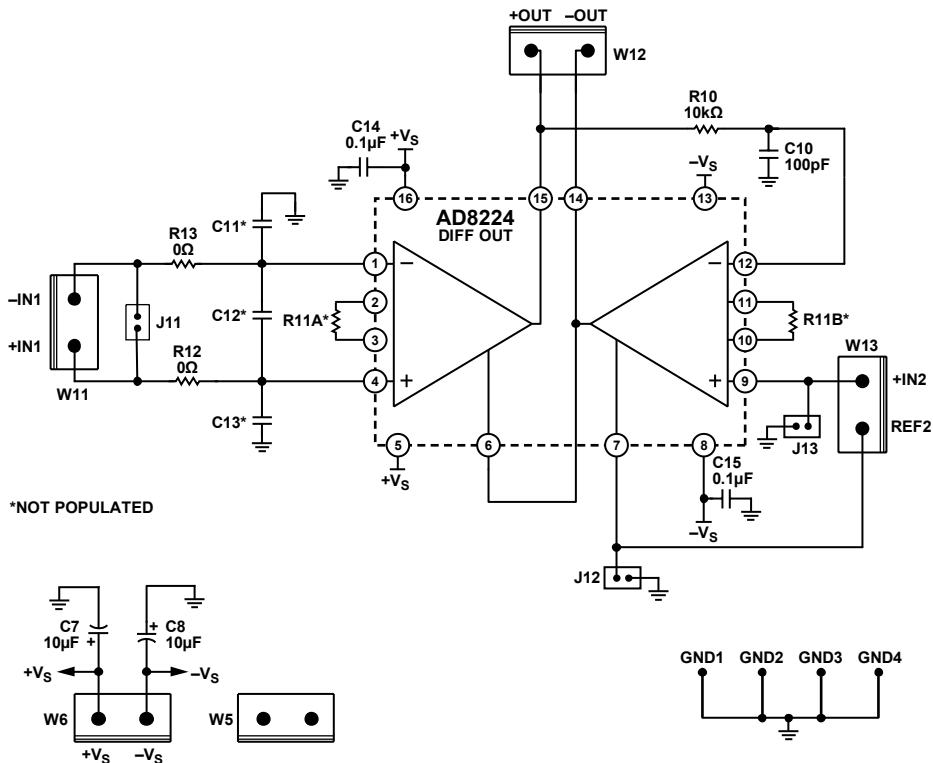 +OUT –OUT
W12
R10
10kΩ
C14
0.1µF
+VS
–VS
C10
100pF
16
15
14
13
AD8224
DIFF OUT
C11*
R13
0Ω
1
–
–
12
–IN1
2
11
J11
C12*
R11A*
R11B*
+IN1
3
10
W13
R12
0Ω
4
+
+
9
+IN2
W11
C13*
REF2
J13
5
6
7
8
+VS
C15
0.1µF
*NOT POPULATED
–VS
J12
C7
10µF
+
+
C8
10µF
+VS
–VS
GND1
GND2
GND3
GND4
W6
W5
+VS
–VS